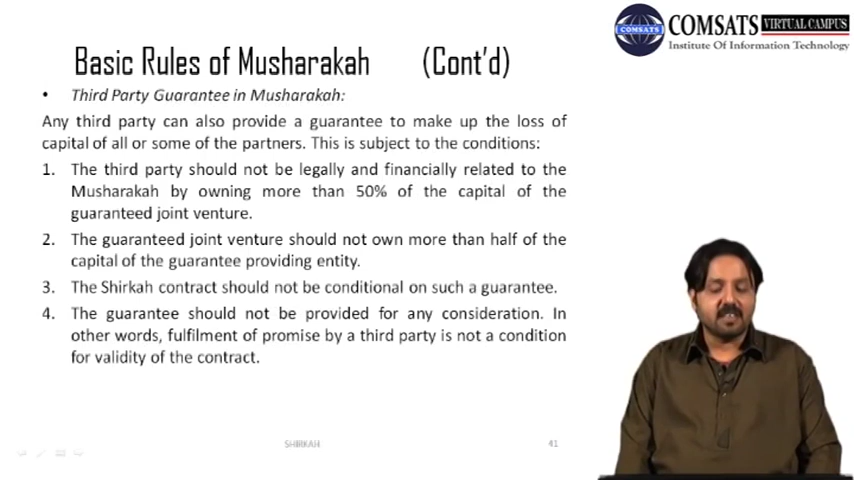 COMSATS VIRTUAL CAMPUS
COMSATS
Institute Of Information Technology
Basic Rules of Musharakah (Cont'd)
• Third Party Guarantee in Musharakah:
Any third party can also provide a guarantee to make up the loss of
capital of all or some of the partners. This is subject to the conditions:
1. The third party should not be legally and financially related to the
Musharakah by owning more than 50% of the capital of the
guaranteed joint venture.
2. The guaranteed joint venture should not own more than half of the
capital of the guarantee providing entity.
3. The Shirkah contract should not be conditional on such a guarantee.
4. The guarantee should not be provided for any consideration. In
other words, fulfilment of promise by a third party is not a condition
for validity of the contract.
SHIRKAH 41